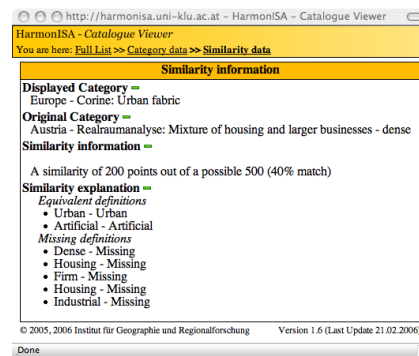 http://harmonisa.uni-klu.ac.at - HarmonISA - Catalogue Viewer
HarmonISA - Catalogue Viewer
You are here: Full List >> Category data >> Similarity data
Similarity information
Displayed Category
Europe - Corine: Urban fabric
Original Category
Austria - Realraumanalyse: Mixture of housing and larger businesses - dense
Similarity information
A similarity of 200 points out of a possible 500 (40% match)
Similarity explanation
Equivalent definitions
• Urban - Urban
• Artificial - Artificial
Missing definitions
• Dense - Missing
• Housing - Missing
• Firm - Missing
• Housing - Missing
• Industrial - Missing
© 2005, 2006 Institut für Geographie und Regionalforschung Version 1.6 (Last Update 21.02.2006)
Done